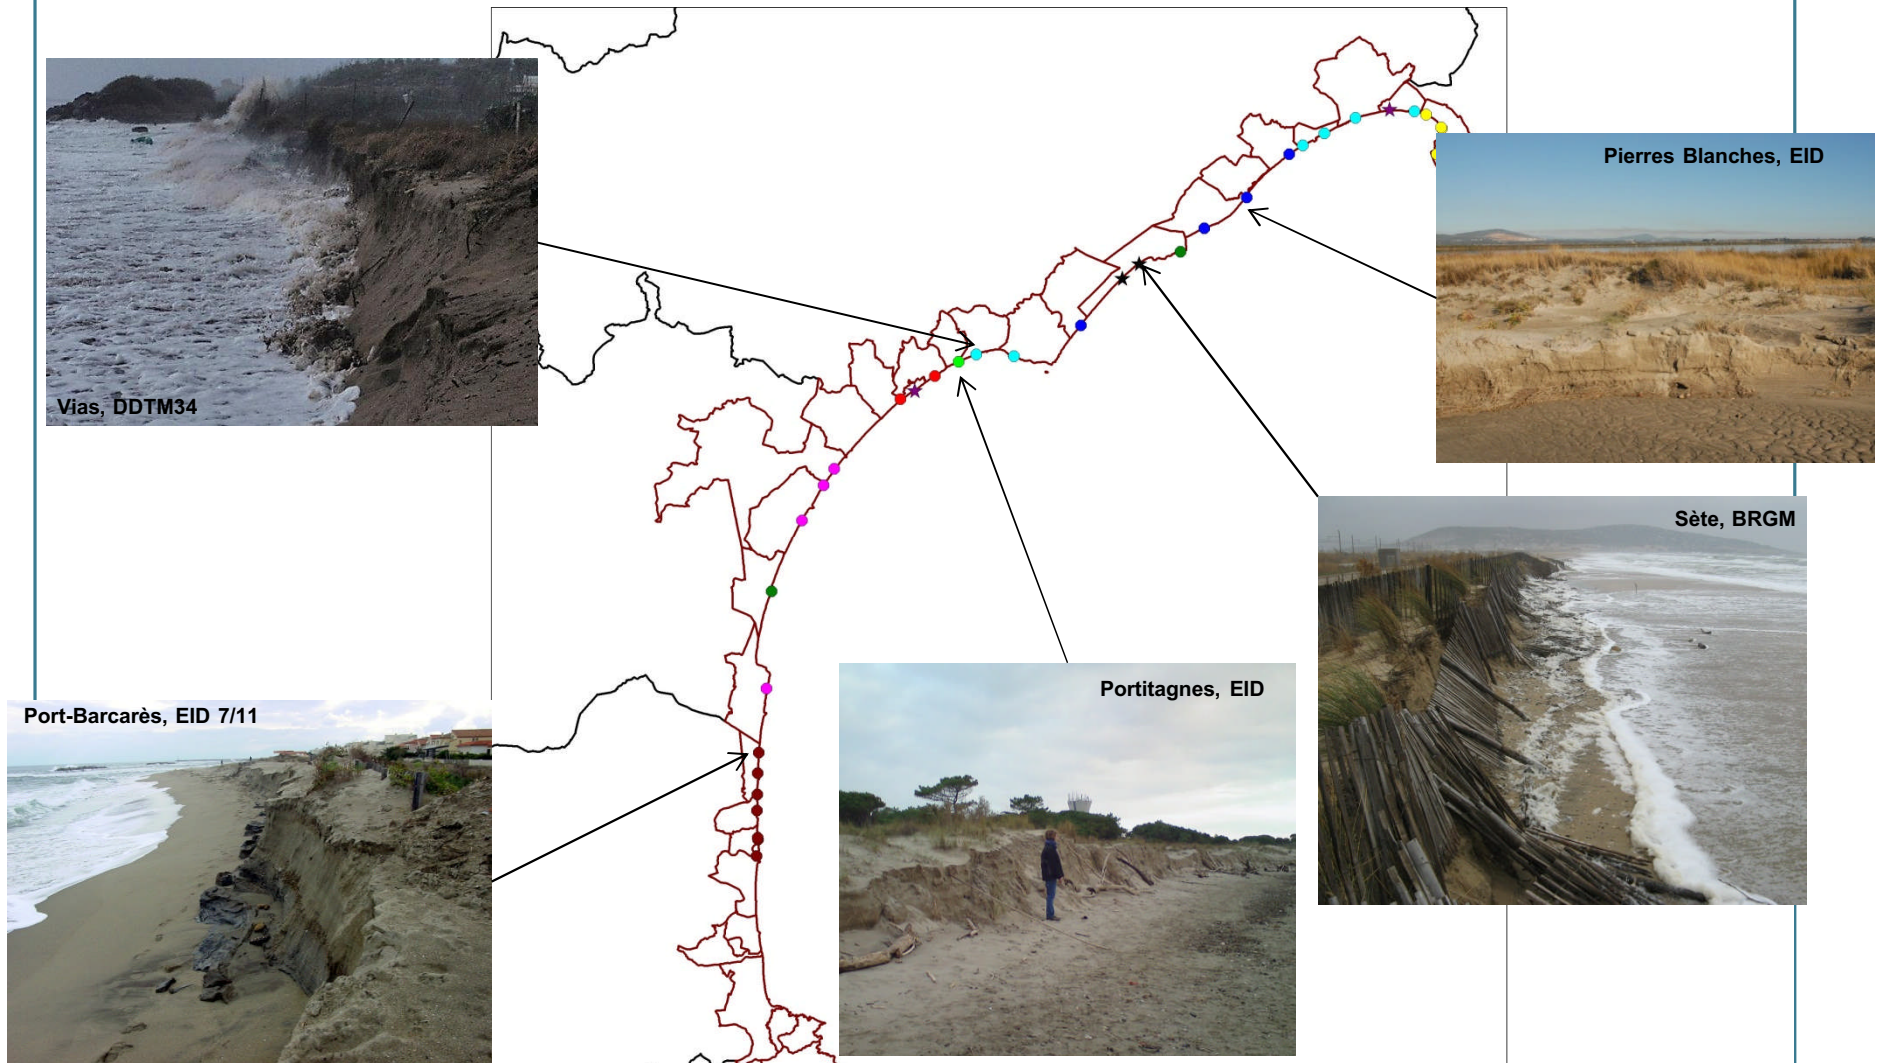 Pierres Blanches, EID
Vias, DDTM34
Sète, BRGM
Portitagnes, EID
Port-Barcarès, EID 7/11